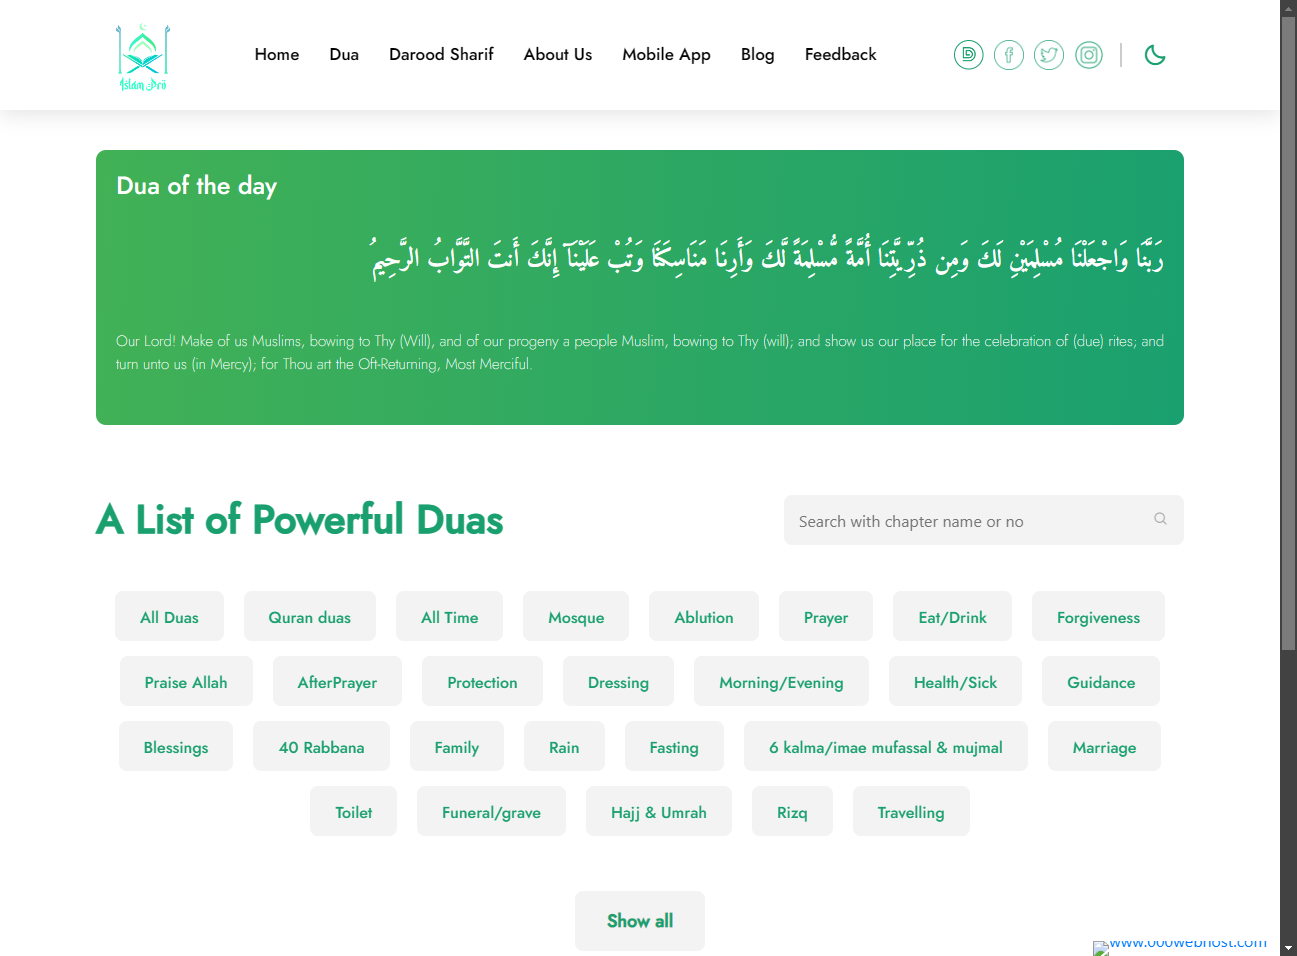 Islam Pro
Home Dua Darood Sharif About Us Mobile App Blog Feedback
Dua of the day
رَبَّنَا وَاجْعَلْنَا مُسْلِمَيْنِ لَكَ وَمِن ذُرِّيَّتِنَا أُمَّةً مُّسْلِمَةً لَّكَ وَأَرِنَا مَنَاسِكَنَا وَتُبْ عَلَيْنَآ إِنَّكَ أَنتَ التَّوَّابُ الرَّحِيمُ
Our Lord! Make of us Muslims, bowing to Thy (Will), and of our progeny a people Muslim, bowing to Thy (will); and show us our place for the celebration of (due) rites; and
turn unto us (in Mercy); for Thou art the Oft-Returning, Most Merciful.
A List of Powerful Duas
Search with chapter name or no
All Duas Quran duas All Time Mosque Ablution Prayer Eat/Drink Forgiveness
Praise Allah AfterPrayer Protection Dressing Morning/Evening Health/Sick Guidance
Blessings 40 Rabbana Family Rain Fasting 6 kalma/imae mufassal & mujmal Marriage
Toilet Funeral/grave Hajj & Umrah Rizq Travelling
Show all
www.000webhost.com